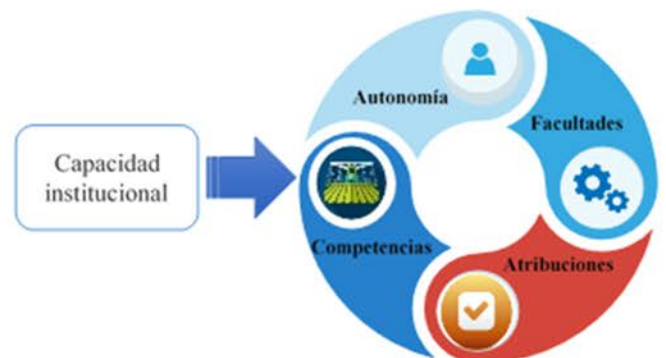 Capacidad
institucional
Autonomía
Facultades
Competencias
Atribuciones